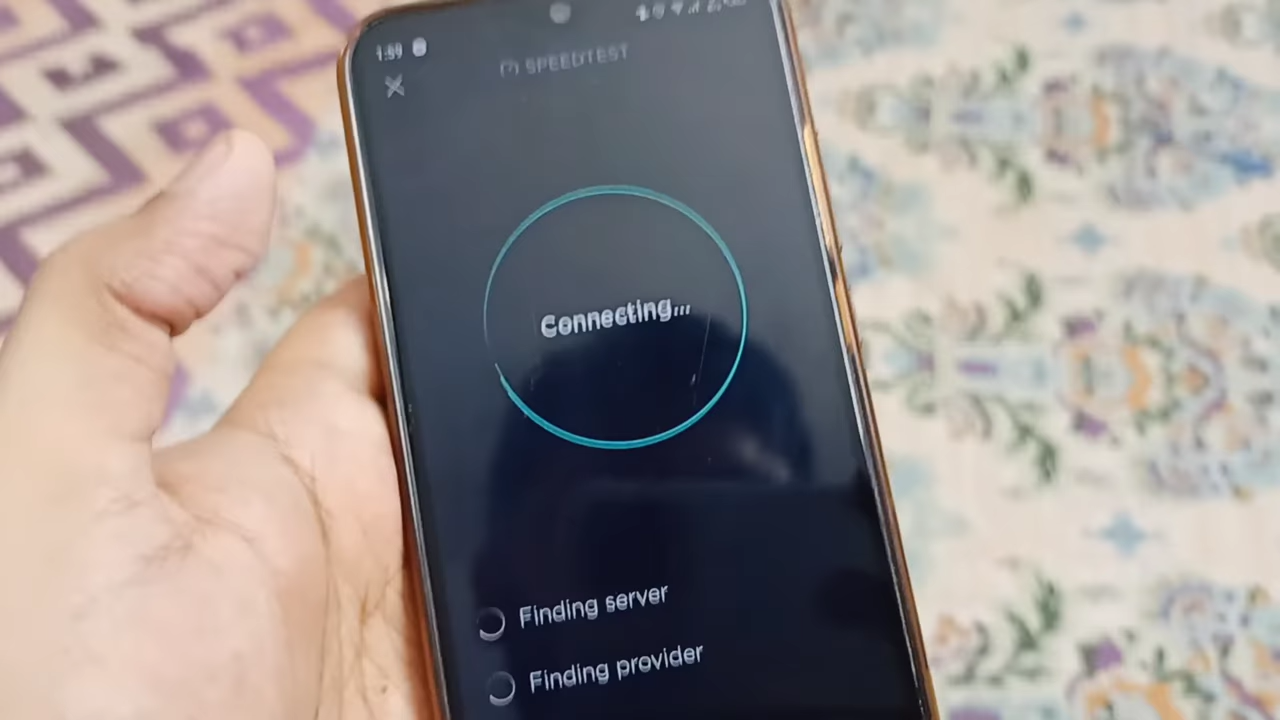 1:59
SPEEDTEST
Connecting...
Finding server
Finding provider